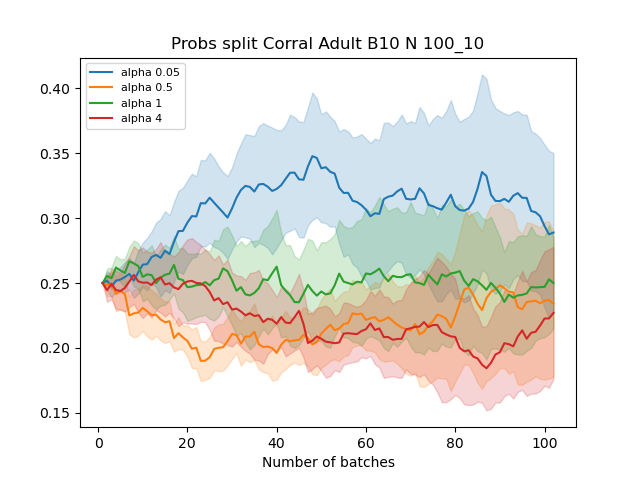 Probs split Corral Adult B10 N 100_10
alpha 0.05
alpha 0.5
alpha 1
alpha 4
0.40
0.35
0.30
0.25
0.20
0.15
0 20 40 60 80 100
Number of batches